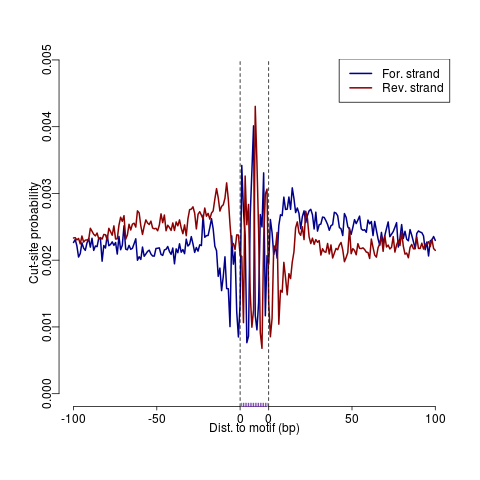 For. strand
Rev. strand
Cut-site probability
0.005
0.004
0.003
0.002
0.001
0.000
-100 -50 0 0 50 100
Dist. to motif (bp)